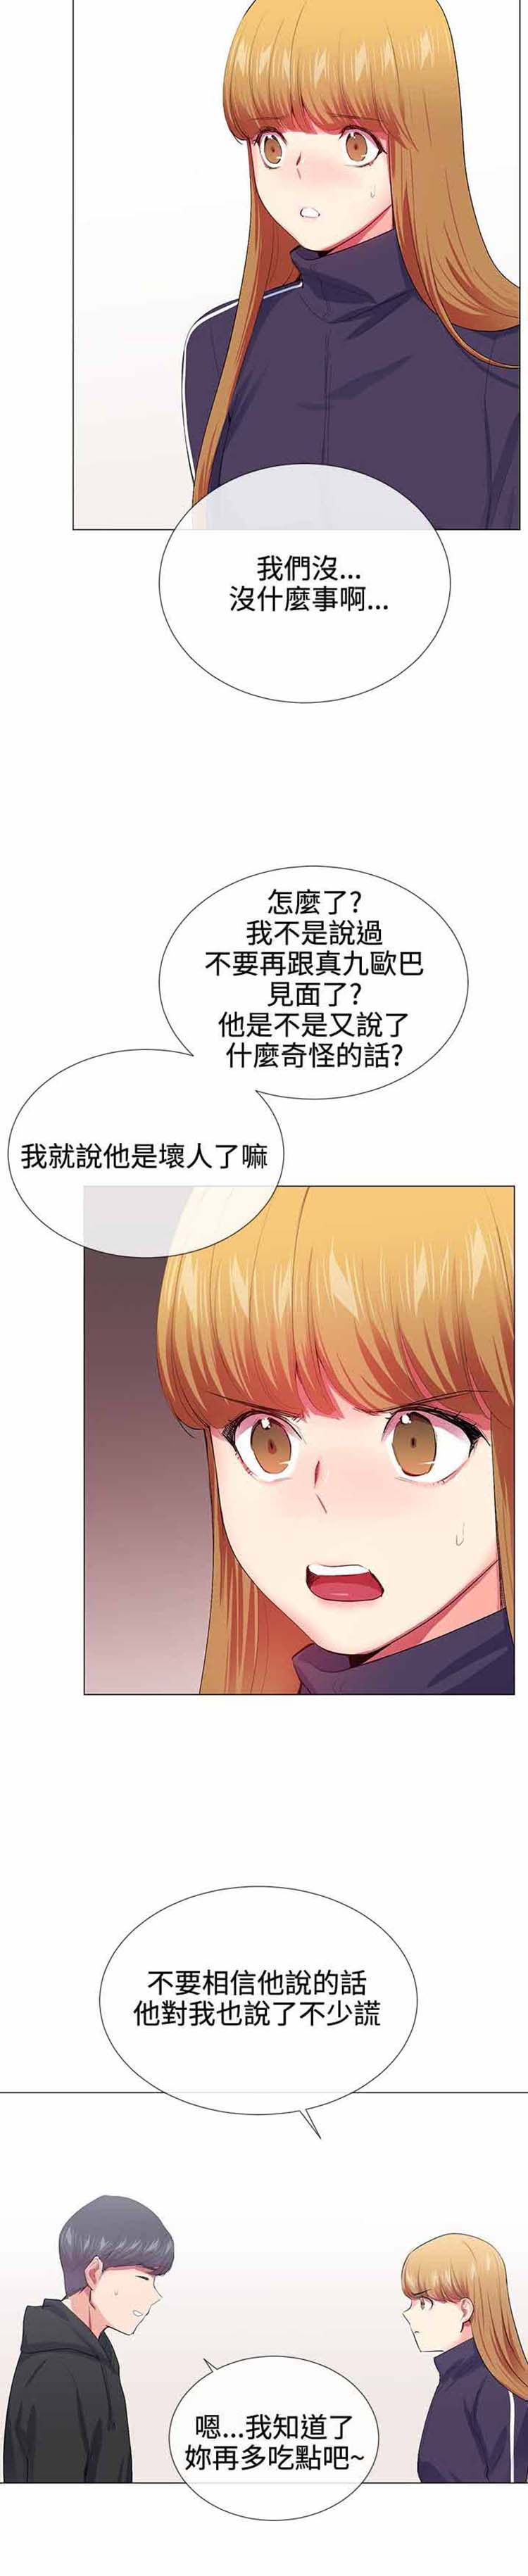 我們沒...
沒什麼事啊...
怎麼了?
我不是說過
不要再跟真九歐巴
見面了?
他是不是又說了
什麼奇怪的話?
我就說他是壞人了嘛
不要相信他說的話
他對我也說了不少謊
嗯...我知道了
妳再多吃點吧~